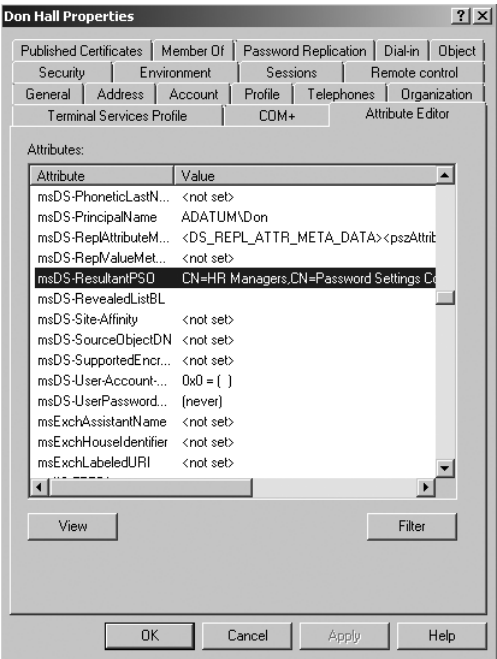 Don Hall Properties
Published Certificates Member Of Password Replication Dial-in Object
Security Environment Sessions Remote control
General Address Account Profile Telephones Organization
Terminal Services Profile COM+ Attribute Editor
Attributes:
Attribute Value
msDS-PhoneticLastN... <not set>
msDS-PrincipalName ADATUM\Don
msDS-ReplAttributeM... <DS_REPL_ATTR_META_DATA><pszAttrib
msDS-ReplValueMet... <not set>
msDS-ResultantPSO CN=HR Managers,CN=Password Settings Co
msDS-RevealedListBL
msDS-Site-Affinity <not set>
msDS-SourceObjectDN <not set>
msDS-SupportedEncr... <not set>
msDS-User-Account-... 0x0 = ( )
msDS-UserPassword... (never)
msExchAssistantName <not set>
msExchHouseIdentifier <not set>
msExchLabeledURI <not set>
View Filter
OK Cancel Apply Help